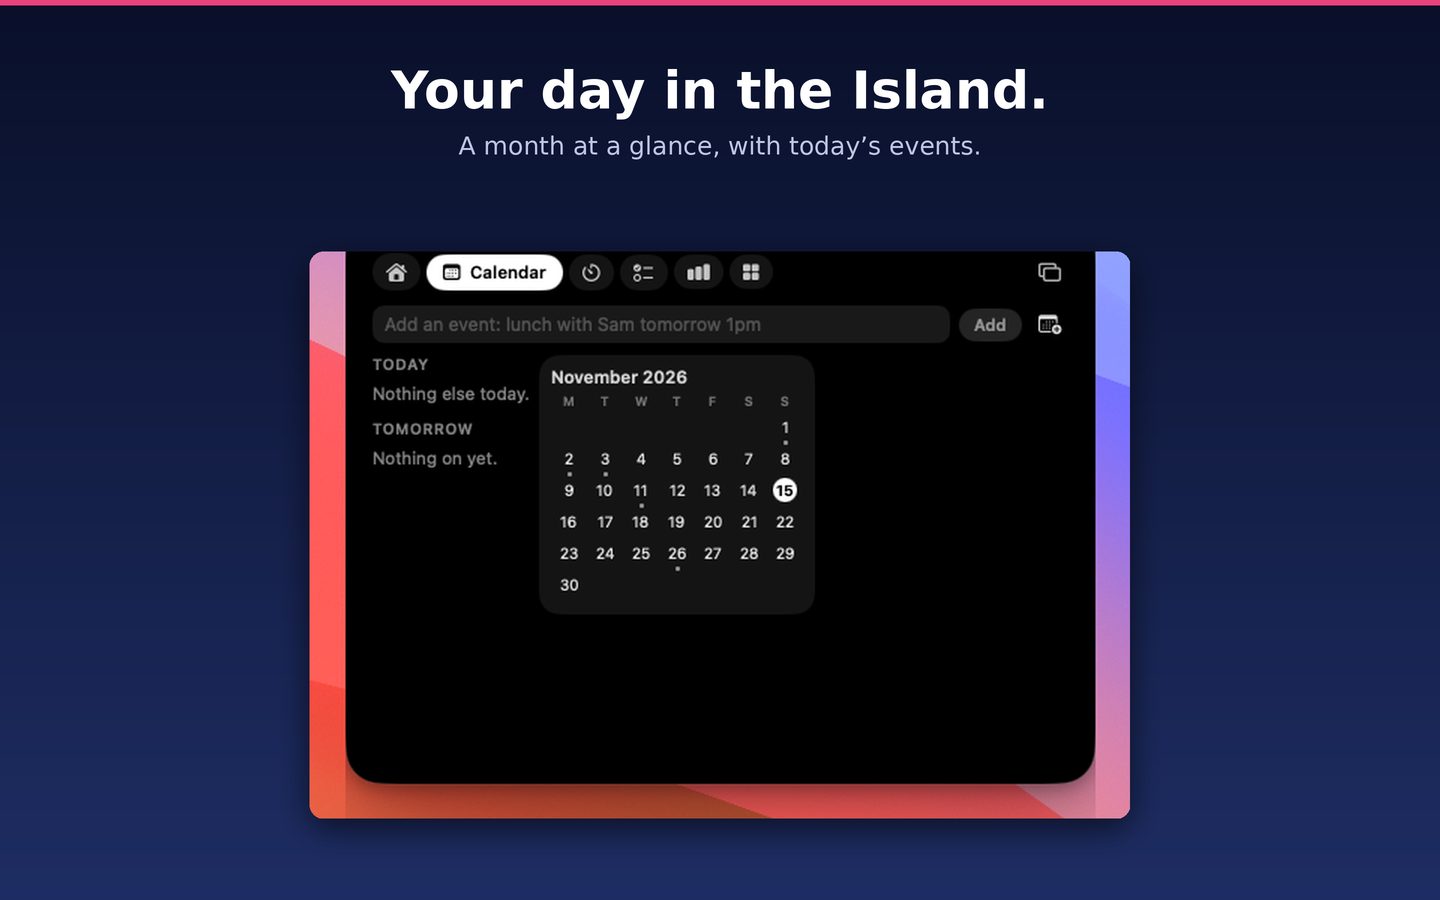 Your day in the Island.
A month at a glance, with today’s events.
Calendar
Add an event: lunch with Sam tomorrow 1pm
Add
TODAY
Nothing else today.
TOMORROW
Nothing on yet.
November 2026
M T W T F S S
1
2 3 4 5 6 7 8
9 10 11 12 13 14 15
16 17 18 19 20 21 22
23 24 25 26 27 28 29
30